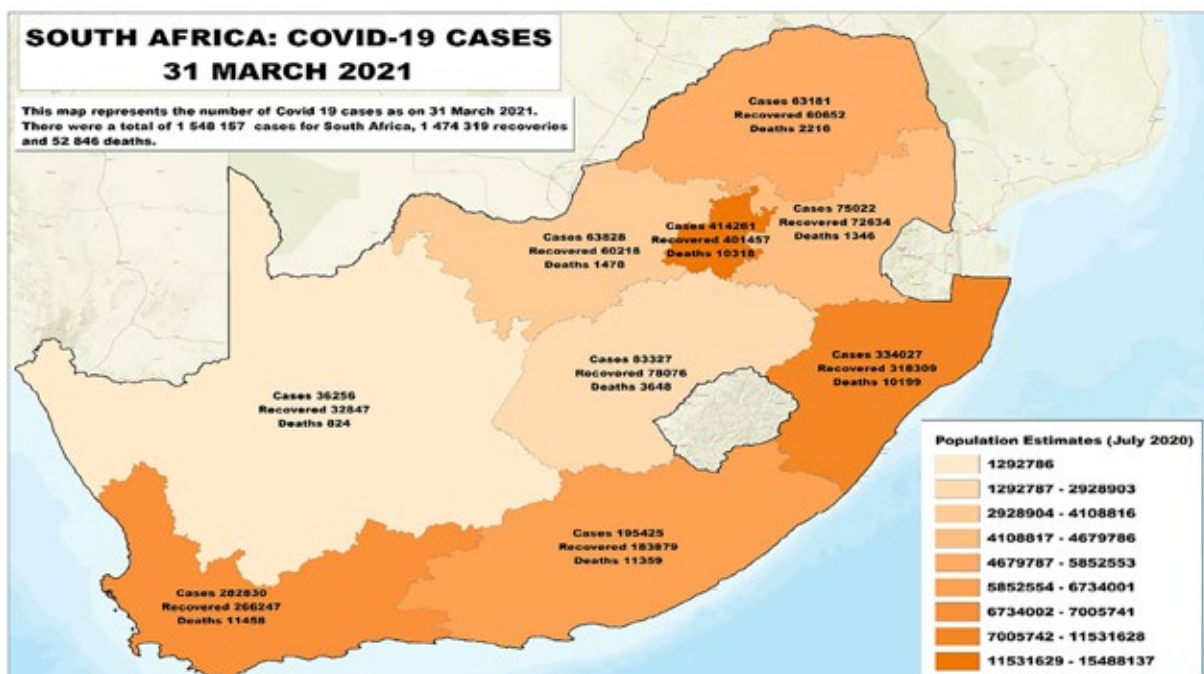 SOUTH AFRICA: COVID-19 CASES
31 MARCH 2021
This map represents the number of Covid 19 cases as on 31 March 2021.
There were a total of 1 548 157 cases for South Africa, 1 474 319 recoveries
and 52 846 deaths.
Cases 63181
Recovered 60652
Deaths 2216
Cases 75022
Recovered 72634
Deaths 1346
Cases 414261
Recovered 401457
Deaths 10318
Cases 63828
Recovered 60218
Deaths 1478
Cases 83327
Recovered 78076
Deaths 3648
Cases 334027
Recovered 318309
Deaths 10199
Cases 36256
Recovered 32847
Deaths 824
Cases 195425
Recovered 183879
Deaths 11359
Cases 282830
Recovered 266247
Deaths 11458
Population Estimates (July 2020)
1292786
1292787 - 2928903
2928904 - 4108816
4108817 - 4679786
4679787 - 5852553
5852554 - 6734001
6734002 - 7005741
7005742 - 11531628
11531629 - 15488137